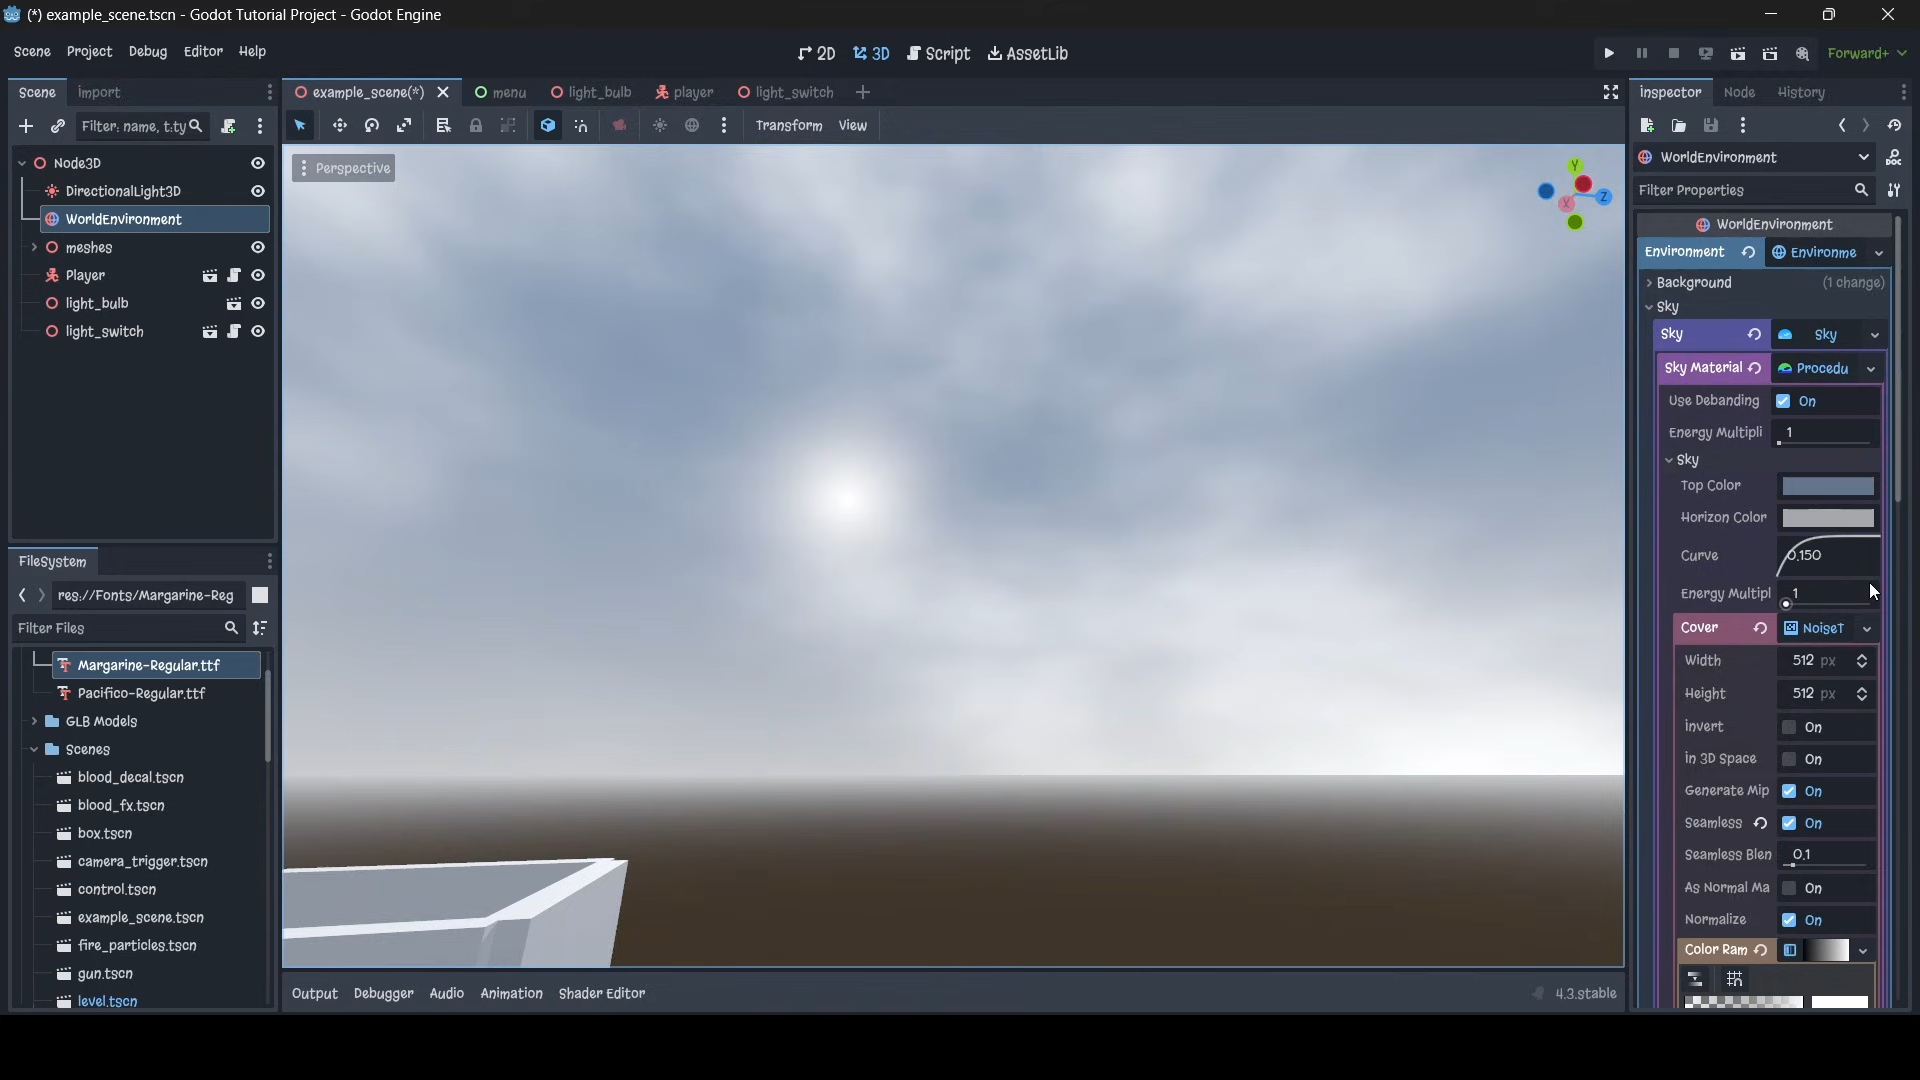 (*) example_scene.tscn - Godot Tutorial Project - Godot Engine
Scene Project Debug Editor Help
2D 3D Script AssetLib
Forward+
Scene Import
example_scene(*) menu light_bulb player light_switch
Inspector Node History
Filter: name, t:ty
Transform View
Node3D
DirectionalLight3D
WorldEnvironment
meshes
Player
light_bulb
light_switch
Perspective
Y
Z
X
WorldEnvironment
Filter Properties
WorldEnvironment
Environment Environme
Background (1 change)
Sky
Sky Sky
Sky Material Procedu
Use Debanding On
Energy Multipli 1
Sky
Top Color
Horizon Color
Curve 0.150
Energy Multipl 1
Cover NoiseT
Width 512 px
Height 512 px
Invert On
In 3D Space On
Generate Mip On
Seamless On
Seamless Blen 0.1
As Normal Ma On
Normalize On
Color Ram
FileSystem
res://Fonts/Margarine-Reg
Filter Files
Margarine-Regular.ttf
Pacifico-Regular.ttf
GLB Models
Scenes
blood_decal.tscn
blood_fx.tscn
box.tscn
camera_trigger.tscn
control.tscn
example_scene.tscn
fire_particles.tscn
gun.tscn
level.tscn
Output Debugger Audio Animation Shader Editor
4.3.stable